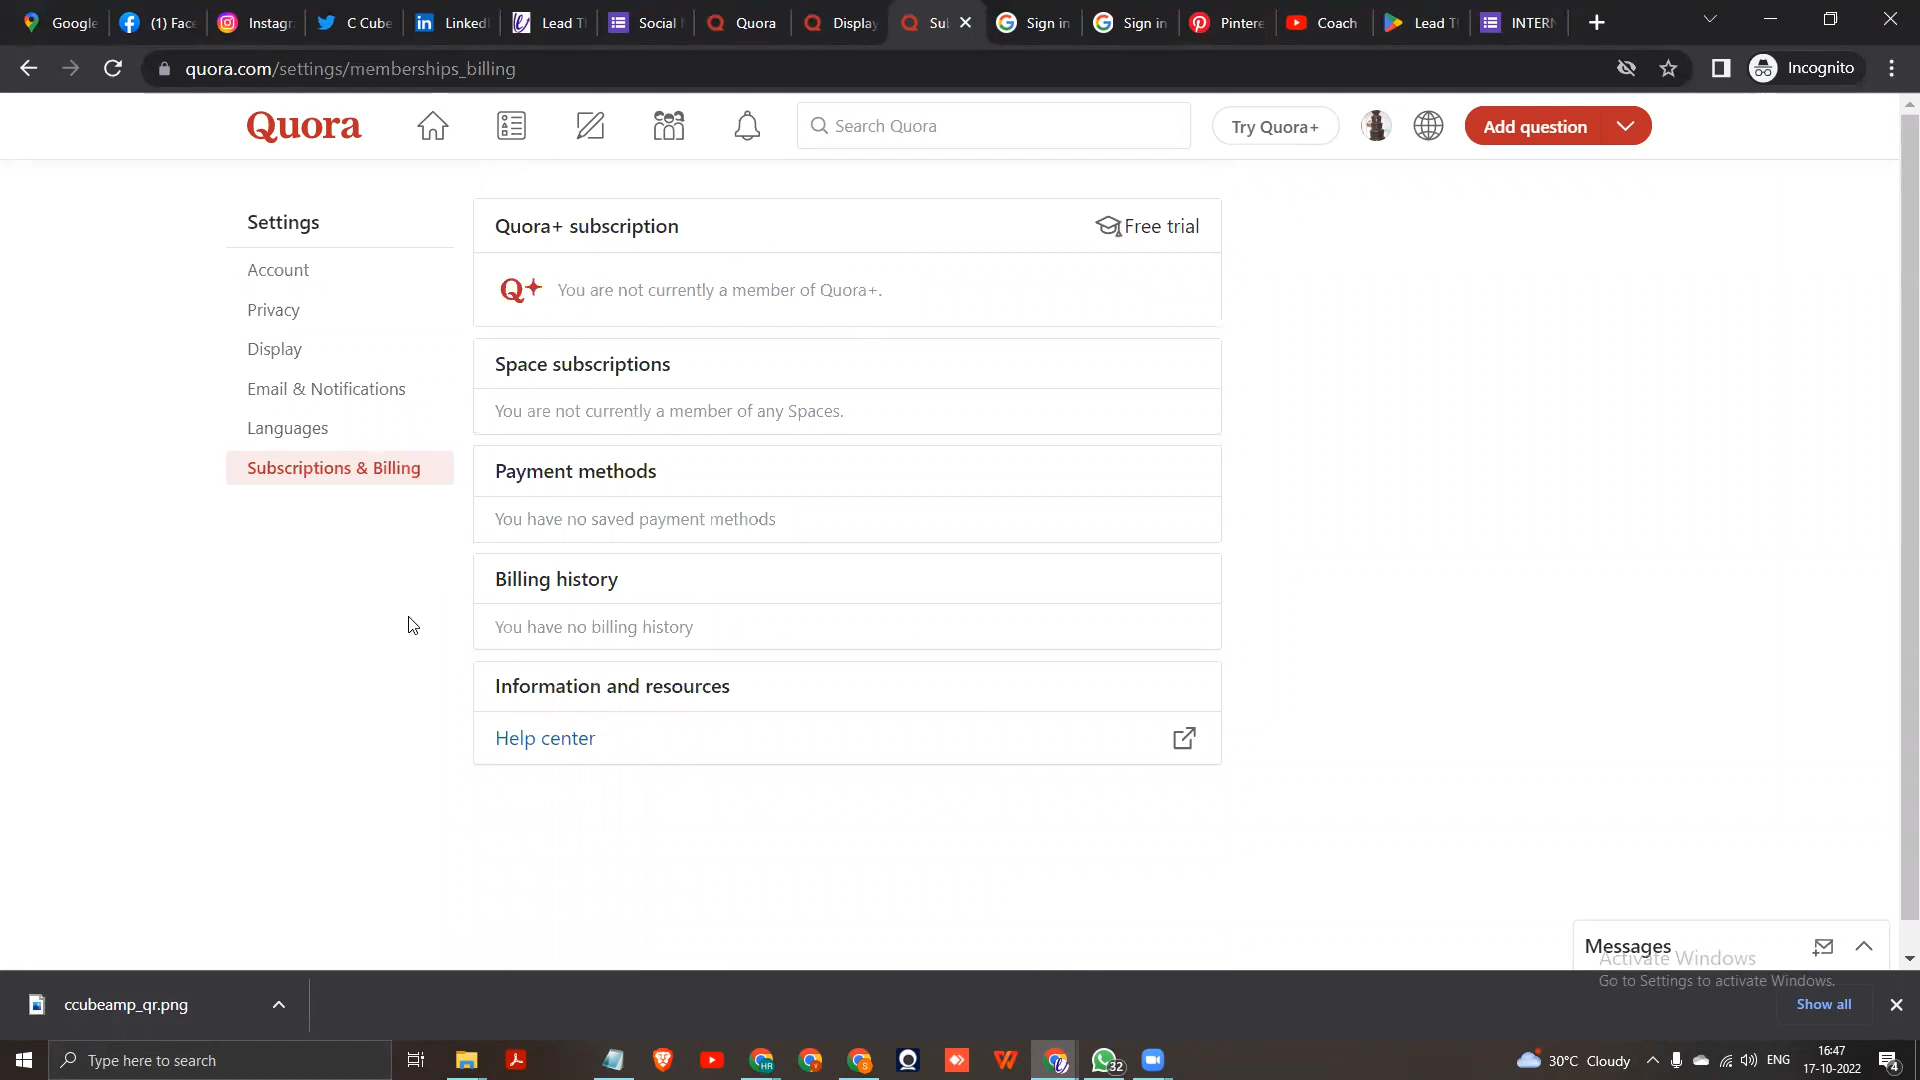 Google
(1) Fac
Instagr
C Cube
LinkedI
Lead T
Social
Quora
Display
Su
Sign in
Sign in
Pintere
Coach
Lead T
INTERN
quora.com/settings/memberships_billing
Incognito
Quora
Search Quora
Try Quora+
Add question
Settings
Account
Privacy
Display
Email & Notifications
Languages
Subscriptions & Billing
Quora+ subscription
Free trial
Q+ You are not currently a member of Quora+.
Space subscriptions
You are not currently a member of any Spaces.
Payment methods
You have no saved payment methods
Billing history
You have no billing history
Information and resources
Help center
Messages
Activate Windows
Go to Settings to activate Windows.
ccubeamp_qr.png
Show all
Type here to search
HR
Y
S
32
30°C Cloudy
ENG
16:47
17-10-2022
4